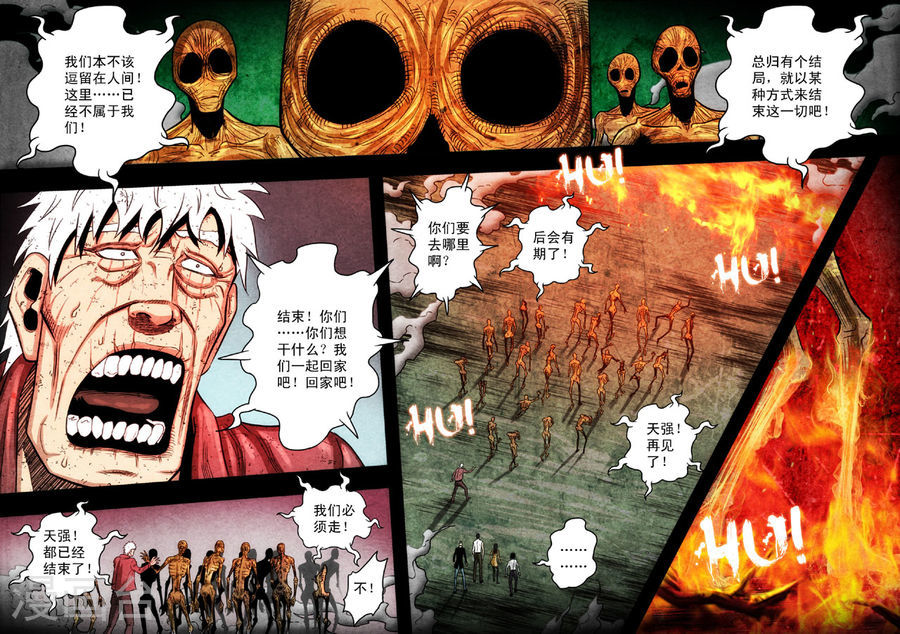 我们本不该
逗留在人间！
这里……已
经不属于我
们！
总归有个结
局，就以某
种方式来结
束这一切吧！
结束！你们
……你们想
干什么？我
们一起回家
吧！回家吧！
天强！
都已经
结束了！
我们必
须走！
不！
你们要
去哪里
啊？
后会有
期了！
HU!
HU!
HU!
天强！
再见
了！
……
HU!
漫画台